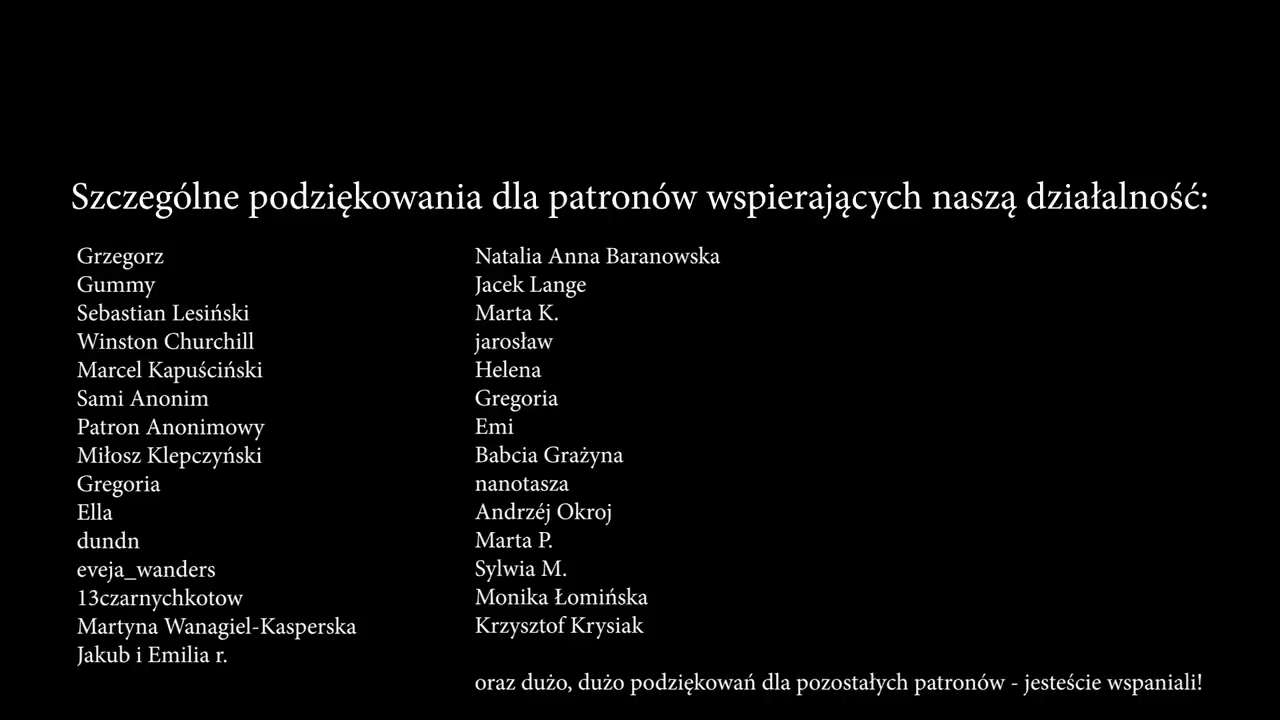 Szczególne podziękowania dla patronów wspierających naszą działalność:
Grzegorz
Gummy
Sebastian Lesiński
Winston Churchill
Marcel Kapuściński
Sami Anonim
Patron Anonimowy
Miłosz Klepczyński
Gregoria
Ella
dundn
eveja_wanders
13czarnychkotow
Martyna Wanagiel-Kasperska
Jakub i Emilia r.
Natalia Anna Baranowska
Jacek Lange
Marta K.
jarosław
Helena
Gregoria
Emi
Babcia Grażyna
nanotasza
Andrzéj Okroj
Marta P.
Sylwia M.
Monika Łomińska
Krzysztof Krysiak
oraz dużo, dużo podziękowań dla pozostałych patronów - jesteście wspaniali!